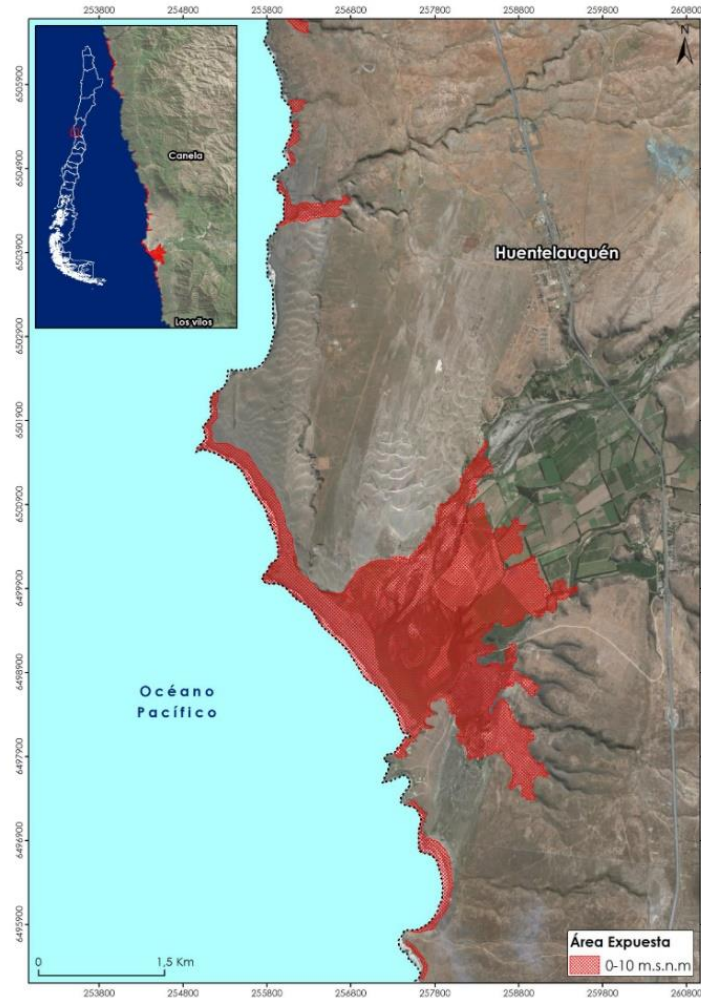 253800 254800 255800 256800 257800 258800 259800 260800
N
6505900
6504900
6503900
6502900
6501900
6500900
6499900
6498900
6497900
6496900
6495900
Canela
Los vilos
Huentelauquén
Océano
Pacífico
Área Expuesta
0-10 m.s.n.m
0 1,5 Km
253800 254800 255800 256800 257800 258800 259800 260800